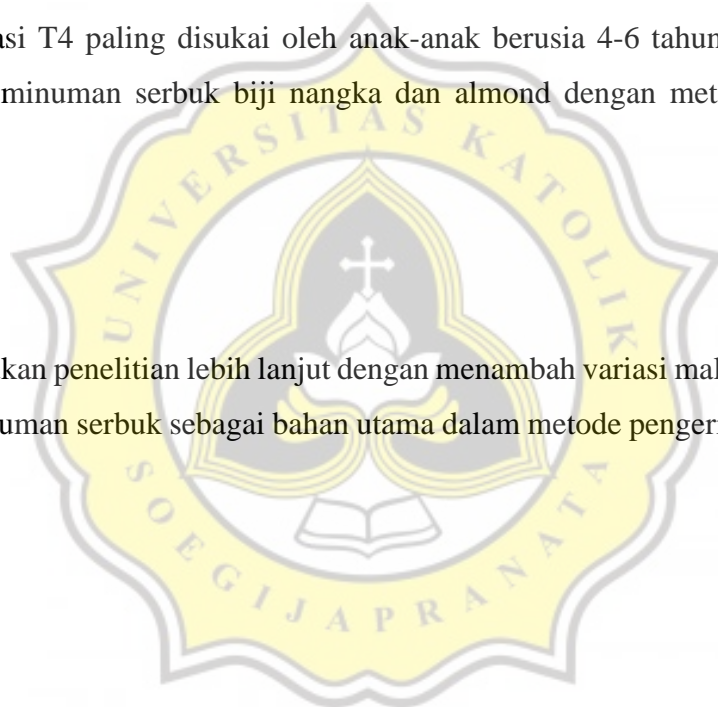 asi T4 paling disukai oleh anak-anak berusia 4-6 tahun
minuman serbuk biji nangka dan almond dengan met
UNIVERSITAS KATOLIK
kan penelitian lebih lanjut dengan menambah variasi mal
uman serbuk sebagai bahan utama dalam metode pengeri
SOEGIJAPRANATA